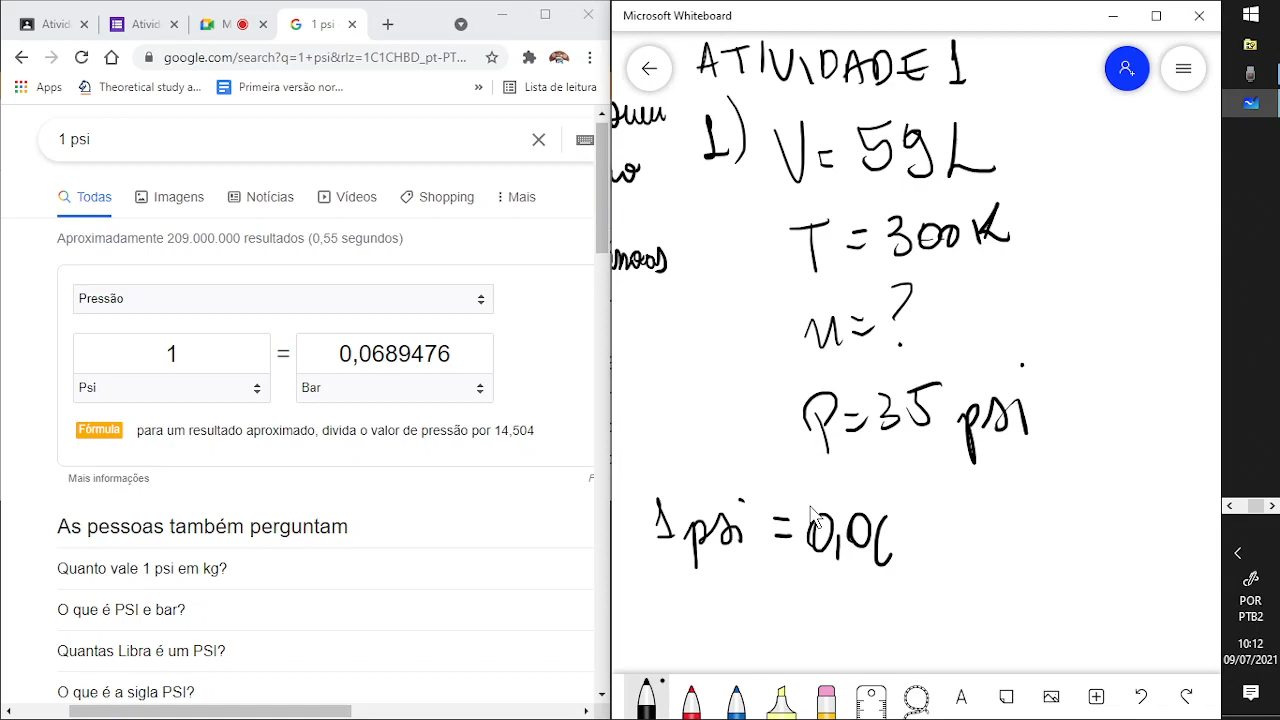 Ativid
Ativid
M
1 psi
google.com/search?q=1+psi&rlz=1C1CHBD_pt-PT...
Apps
Theoretical study a...
Primeira versão nor...
»
Lista de leitura
1 psi
Todas
Imagens
Notícias
Vídeos
Shopping
Mais
Aproximadamente 200 000 000 resultados (0,55 segundos)
Pressão
1 = 0,0689476
Psi
Bar
Fórmula
para um resultado aproximado, divida o valor de pressão por 14,504
Mais informações
F
As pessoas também perguntam
Quanto vale 1 psi em kg?
O que é PSI e bar?
Quantas Libra é um PSI?
O que é a sigla PSI?
Microsoft Whiteboard
ATIVIDADE 1
1) V = 59 L
T = 300K
n = ?
P = 35 psi
1 psi = 0,0
POR
PTB2
10:12
09/07/2021